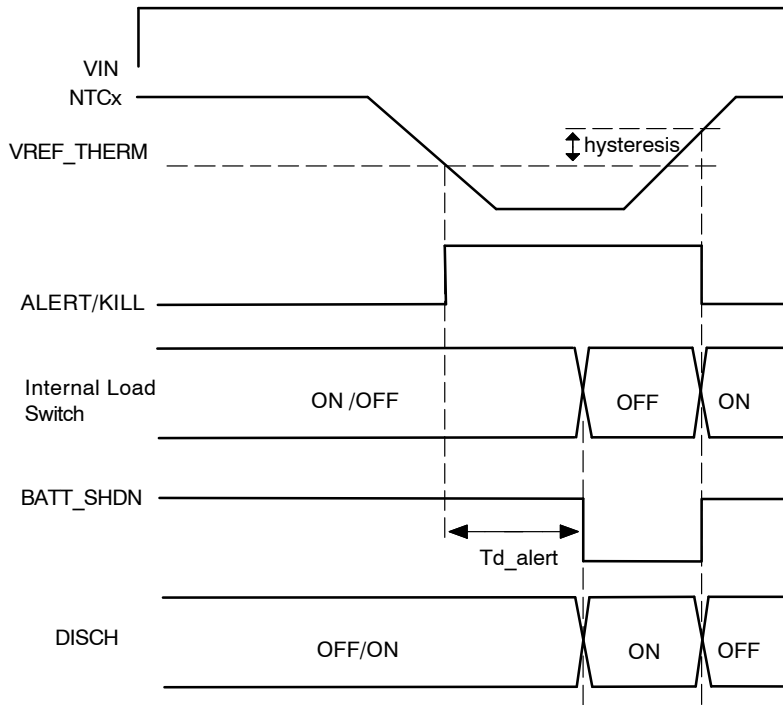 VIN
NTCx
VREF_THERM
hysteresis
ALERT/KILL
Internal Load
Switch
ON /OFF
OFF
ON
BATT_SHDN
Td_alert
DISCH
OFF/ON
ON
OFF